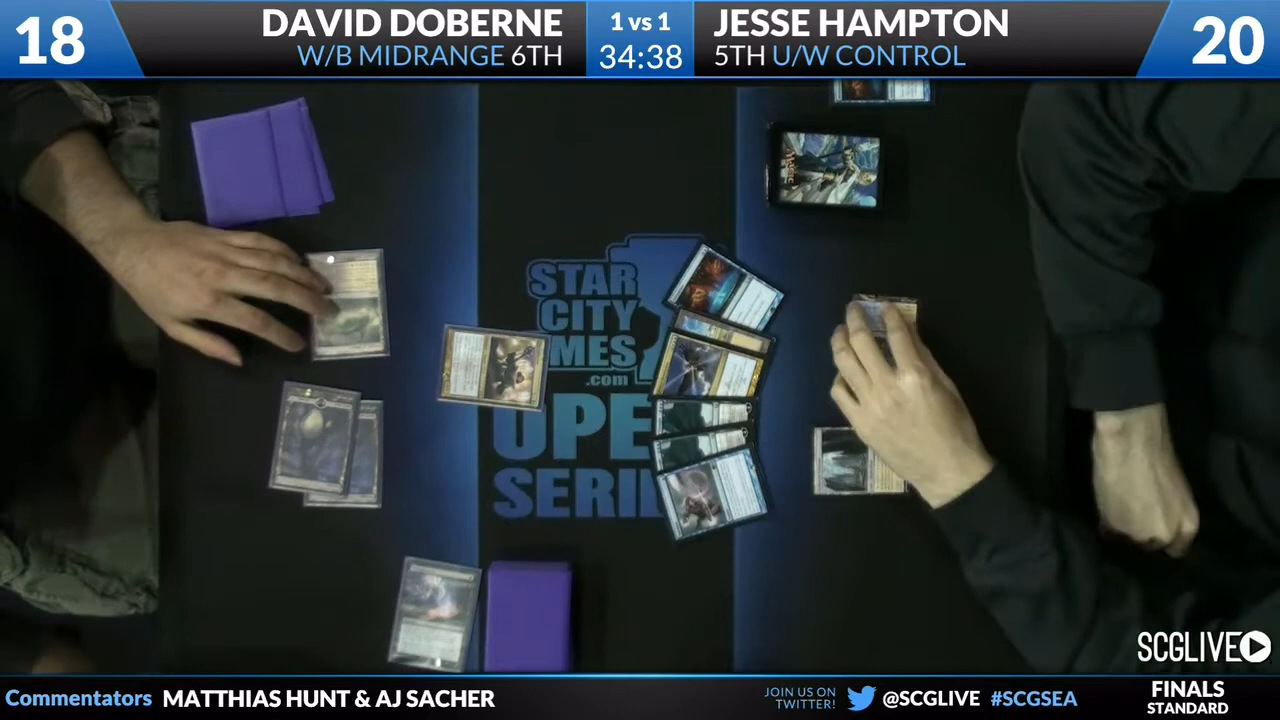 18
DAVID DOBERNE
W/B MIDRANGE 6TH
1 vs 1
34:38
JESSE HAMPTON
5TH U/W CONTROL
20
STAR
CITY
MES
.com
OPE
SERI
SCGLIVE
Commentators MATTHIAS HUNT & AJ SACHER
JOIN US ON
TWITTER!
@SCGLIVE #SCGSEA
FINALS
STANDARD